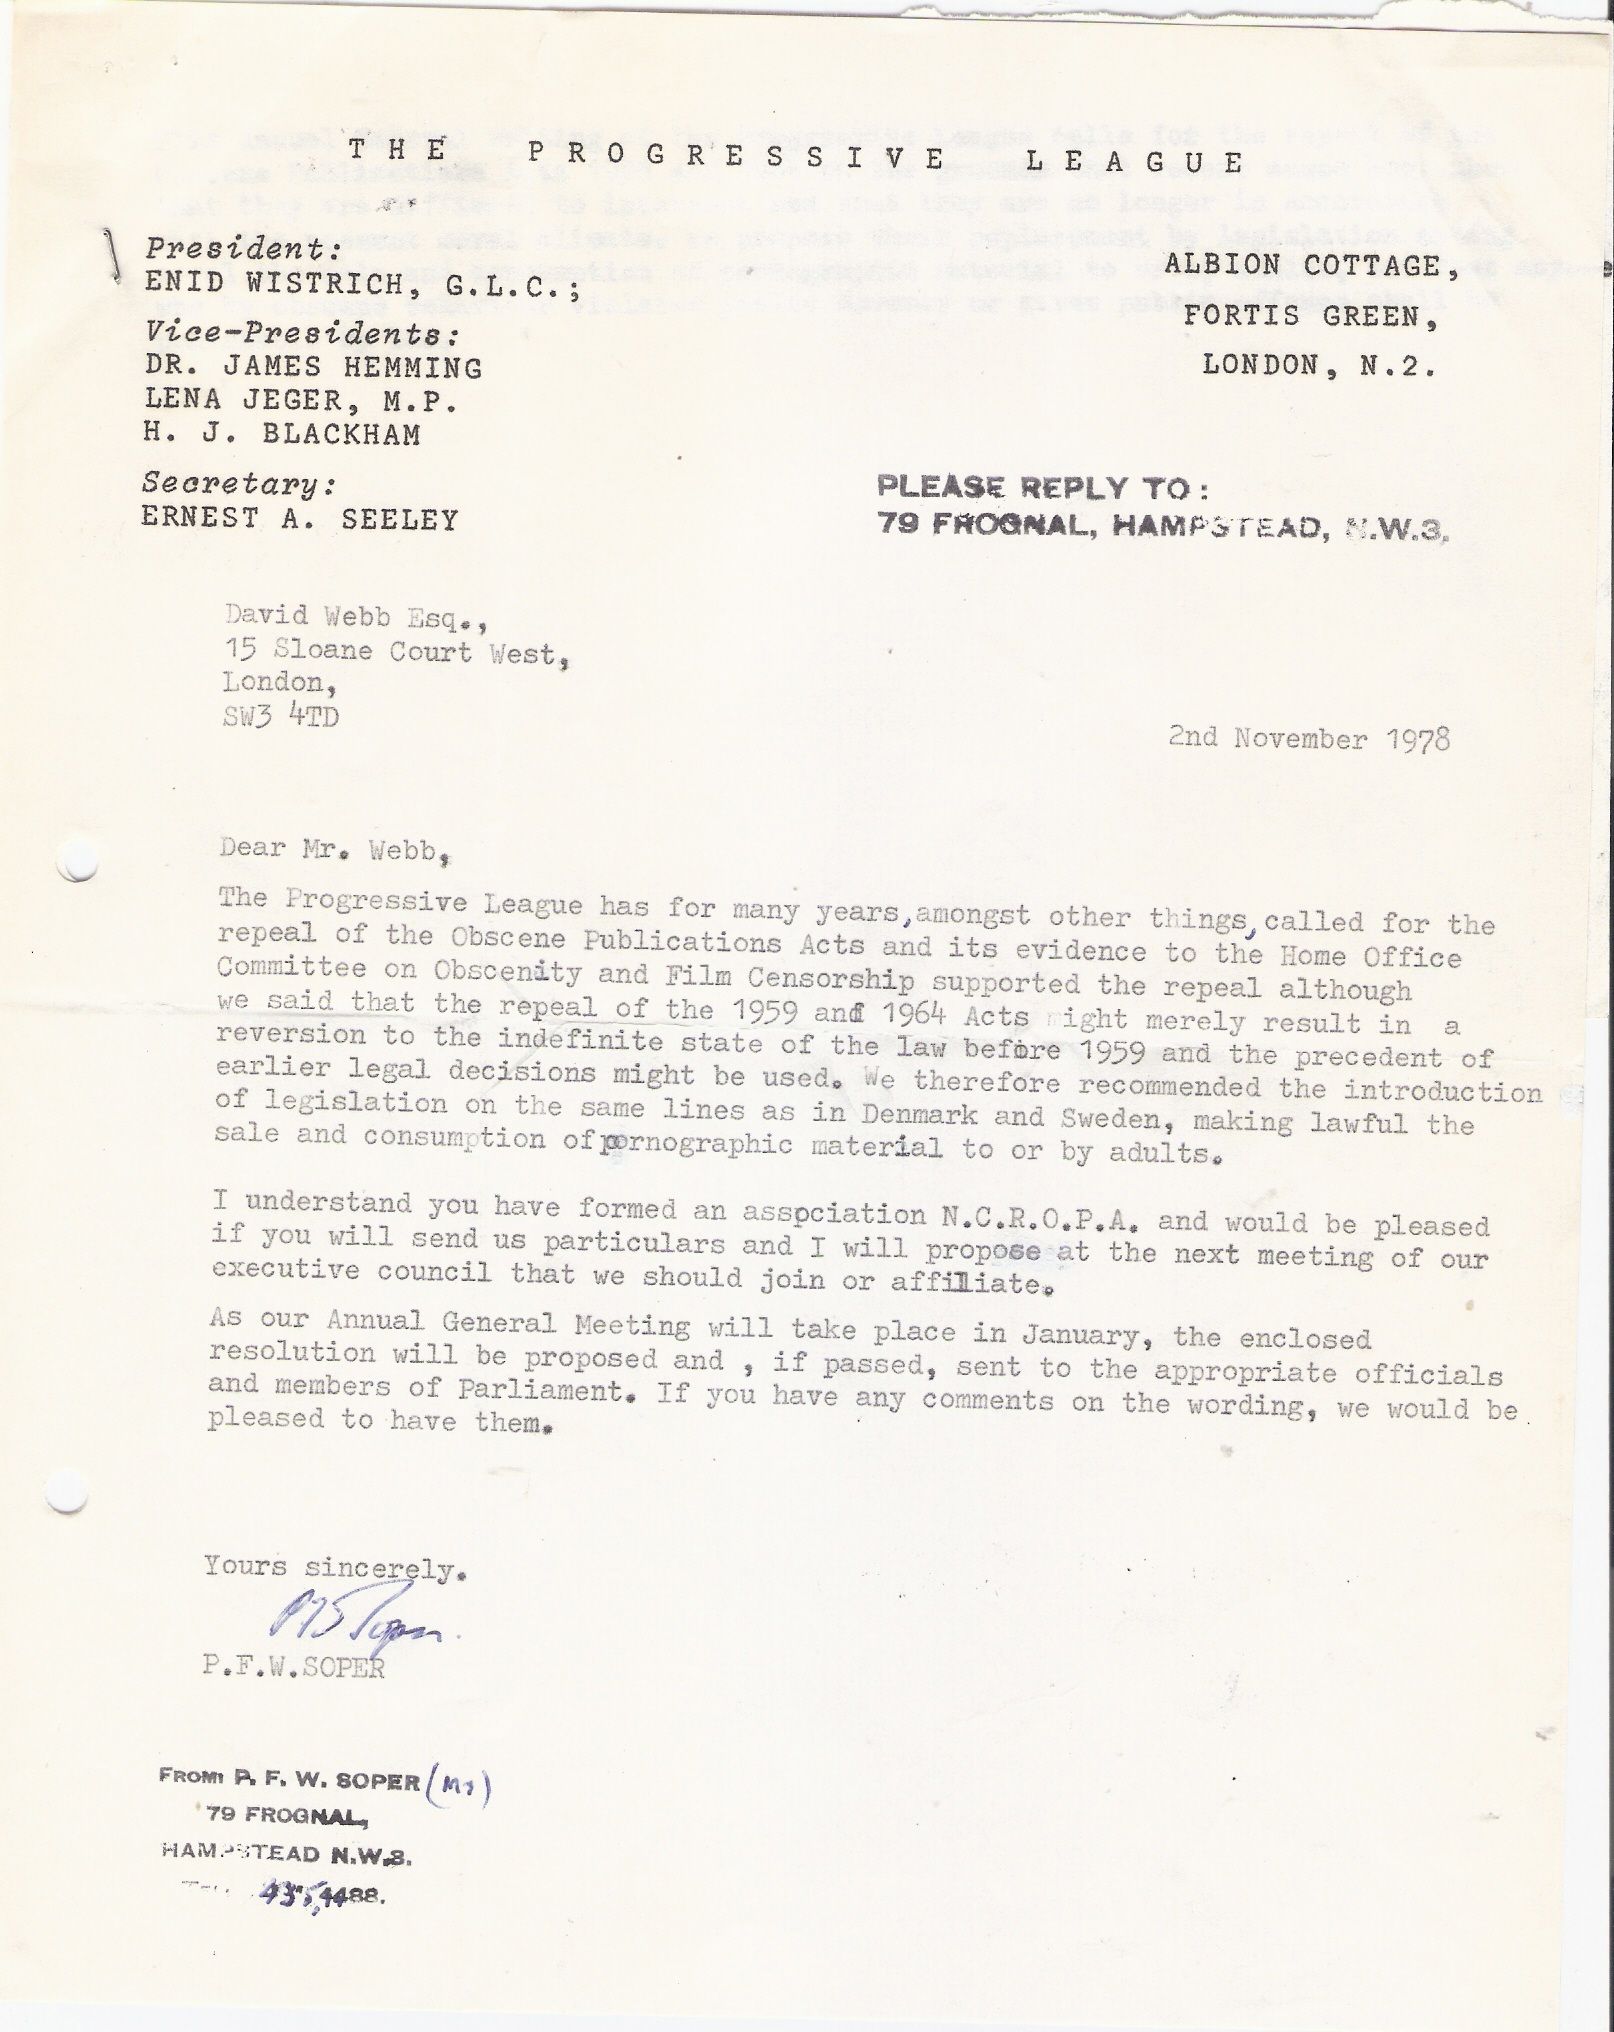 THE PROGRESSIVE LEAGUE
President:
ENID WISTRICH, G.L.C.;
Vice-Presidents:
DR. JAMES HEMMING
LENA JEGER, M.P.
H. J. BLACKHAM
Secretary:
ERNEST A. SEELEY
ALBION COTTAGE,
FORTIS GREEN,
LONDON, N.2.
PLEASE REPLY TO:
79 FROGNAL, HAMPSTEAD, N.W.3.
David Webb Esq.,
15 Sloane Court West,
London,
SW3 4TD
2nd November 1978
Dear Mr. Webb,
The Progressive League has for many years, amongst other things, called for the
repeal of the Obscene Publications Acts and its evidence to the Home Office
Committee on Obscenity and Film Censorship supported the repeal although
we said that the repeal of the 1959 and 1964 Acts might merely result in a
reversion to the indefinite state of the law before 1959 and the precedent of
earlier legal decisions might be used. We therefore recommended the introduction
of legislation on the same lines as in Denmark and Sweden, making lawful the
sale and consumption of pornographic material to or by adults.
I understand you have formed an association N.C.R.O.P.A. and would be pleased
if you will send us particulars and I will propose at the next meeting of our
executive council that we should join or affiliate.
As our Annual General Meeting will take place in January, the enclosed
resolution will be proposed and , if passed, sent to the appropriate officials
and members of Parliament. If you have any comments on the wording, we would be
pleased to have them.
Yours sincerely.
P.F.W.SOPER
FROM: P. F. W. SOPER
79 FROGNAL,
HAMPSTEAD N.W.3.
435,4488.